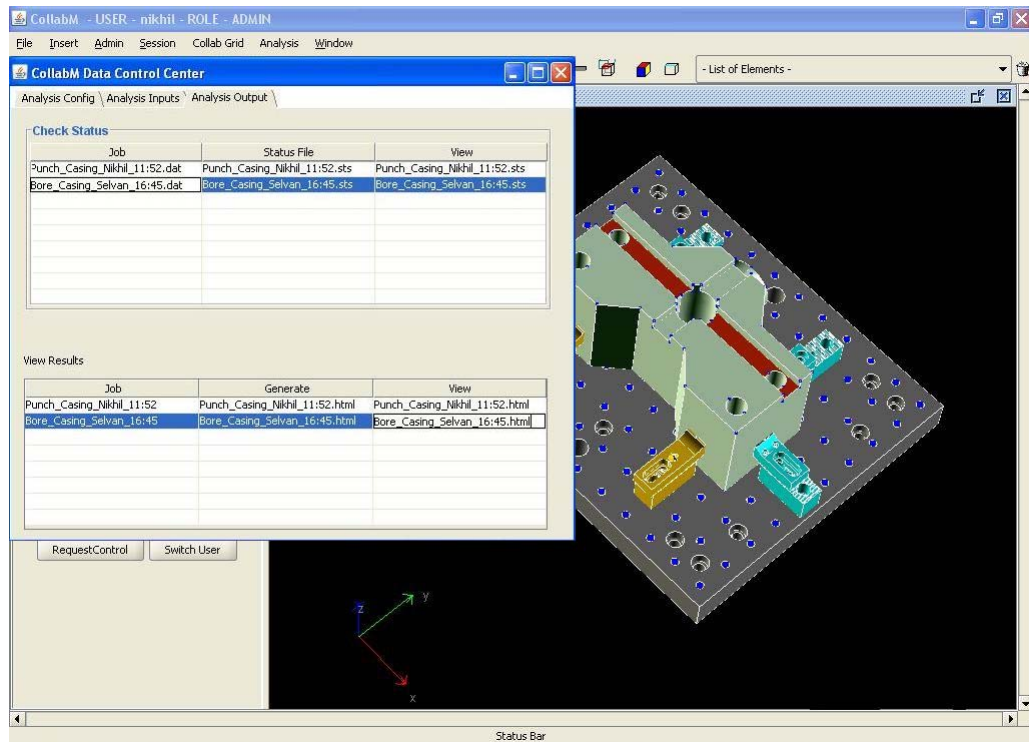 CollabM - USER - nikhil - ROLE - ADMIN
File Insert Admin Session Collab Grid Analysis Window
- List of Elements -
CollabM Data Control Center
Analysis Config Analysis Inputs Analysis Output
Check Status
Job Status File View
Punch_Casing_Nikhil_11:52.dat Punch_Casing_Nikhil_11:52.sts Punch_Casing_Nikhil_11:52.sts
Bore_Casing_Selvan_16:45.dat Bore_Casing_Selvan_16:45.sts Bore_Casing_Selvan_16:45.sts
View Results
Job Generate View
Punch_Casing_Nikhil_11:52 Punch_Casing_Nikhil_11:52.html Punch_Casing_Nikhil_11:52.html
Bore_Casing_Selvan_16:45 Bore_Casing_Selvan_16:45.html Bore_Casing_Selvan_16:45.html
RequestControl Switch User
z y
x
Status Bar